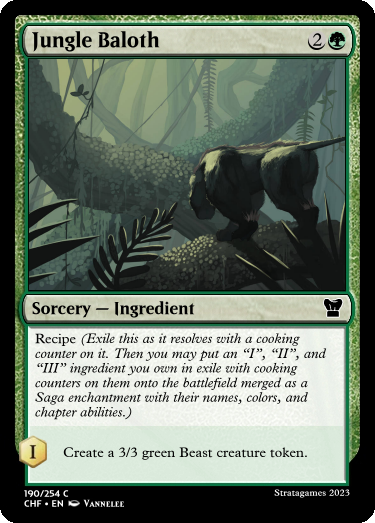 Jungle Baloth 2
Sorcery — Ingredient
Recipe (Exile this as it resolves with a cooking
counter on it. Then you may put an “I”, “II”, and
“III” ingredient you own in exile with cooking
counters on them onto the battlefield merged as a
Saga enchantment with their names, colors, and
chapter abilities.)
I Create a 3/3 green Beast creature token.
190/254 C Stratagames 2023
CHF • EN Vannelee